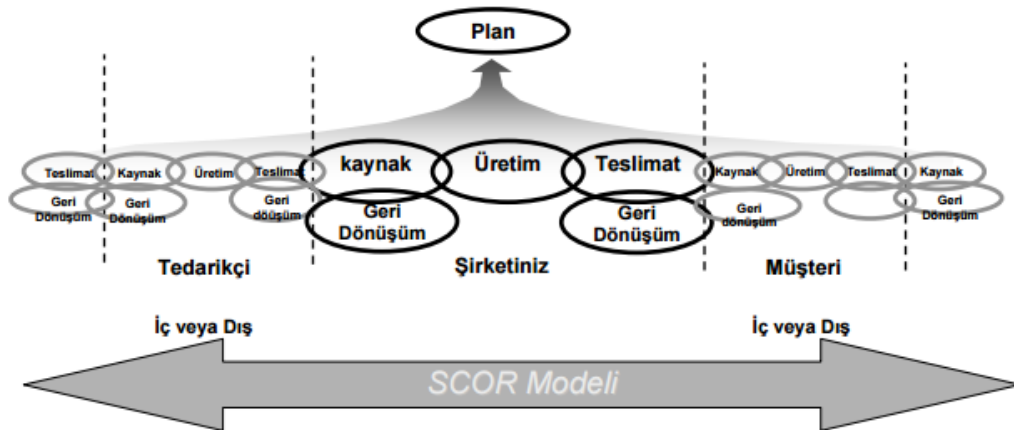 Plan
Teslimat Kaynak Üretim Teslimat kaynak Üretim Teslimat Kaynak Üretim Teslimat Kaynak
Geri Dönüşüm
Geri Dönüşüm
Geri döüşüm
Geri Dönüşüm
Geri Dönüşüm
Geri dönüşüm
Geri Dönüşüm
Tedarikçi Şirketiniz Müşteri
İç veya Dış İç veya Dış
SCOR Modeli